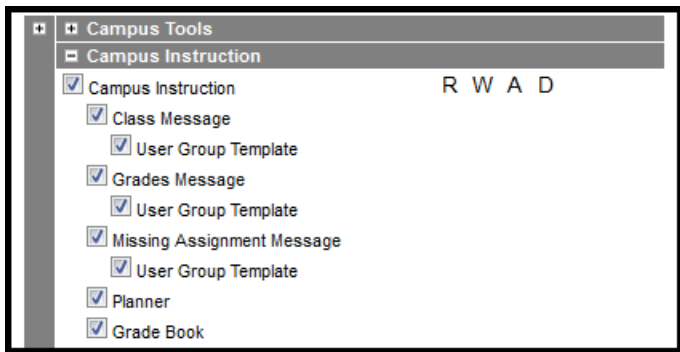 Campus Tools
Campus Instruction
Campus Instruction R W A D
Class Message
User Group Template
Grades Message
User Group Template
Missing Assignment Message
User Group Template
Planner
Grade Book